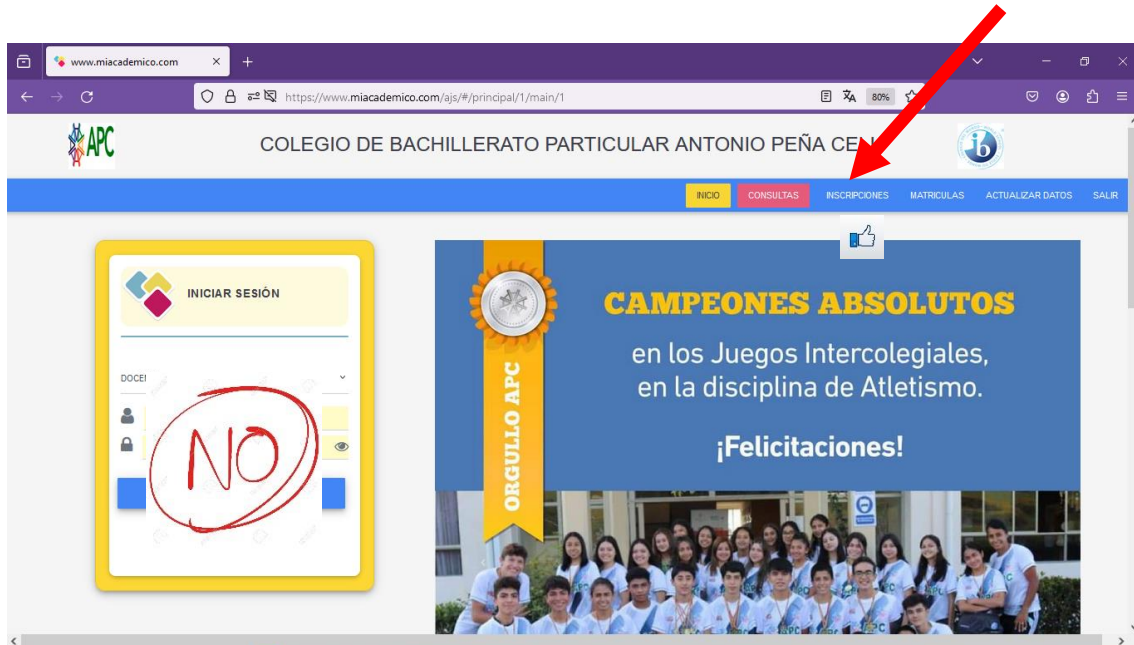 www.miacademico.com
https://www.miacademico.com/ajs/#/principal/1/main/1
80%
APC
COLEGIO DE BACHILLERATO PARTICULAR ANTONIO PEÑA CELI
ib
INICIO
CONSULTAS
INSCRIPCIONES
MATRICULAS
ACTUALIZAR DATOS
SALIR
INICIAR SESIÓN
NO
ORGULLO APC
CAMPEONES ABSOLUTOS
en los Juegos Intercolegiales,
en la disciplina de Atletismo.
¡Felicitaciones!